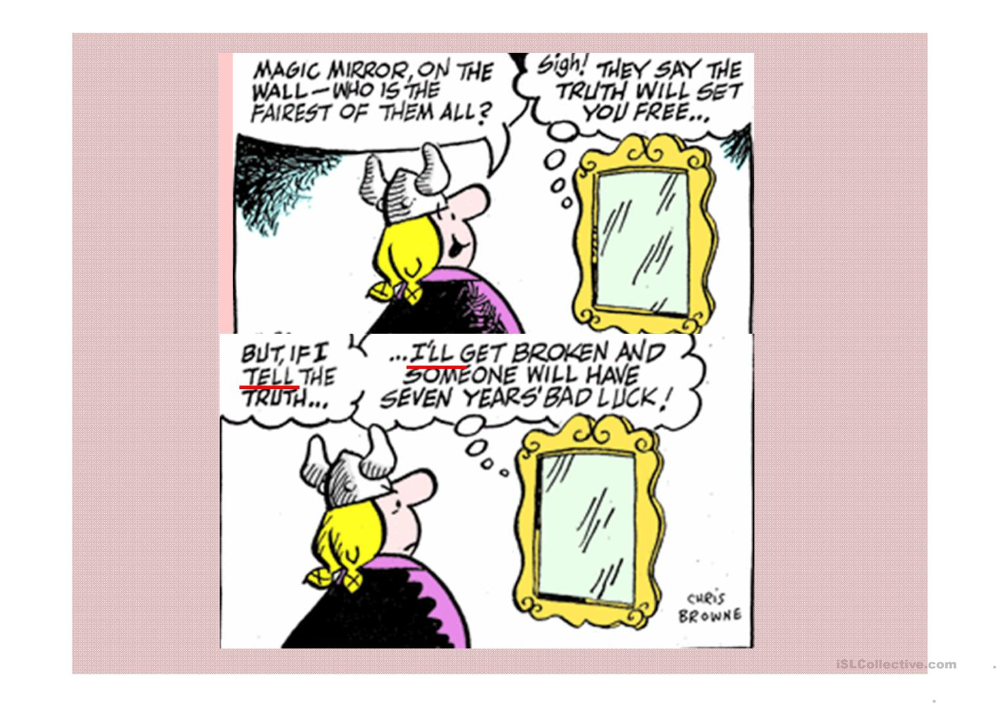 MAGIC MIRROR, ON THE
WALL—WHO IS THE
FAIREST OF THEM ALL?
Sigh! THEY SAY THE
TRUTH WILL SET
YOU FREE...
BUT, IF I
TELL THE
TRUTH...
...I'LL GET BROKEN AND
SOMEONE WILL HAVE
SEVEN YEARS' BAD LUCK!
CHRIS
BROWNE
iSLCollective.com